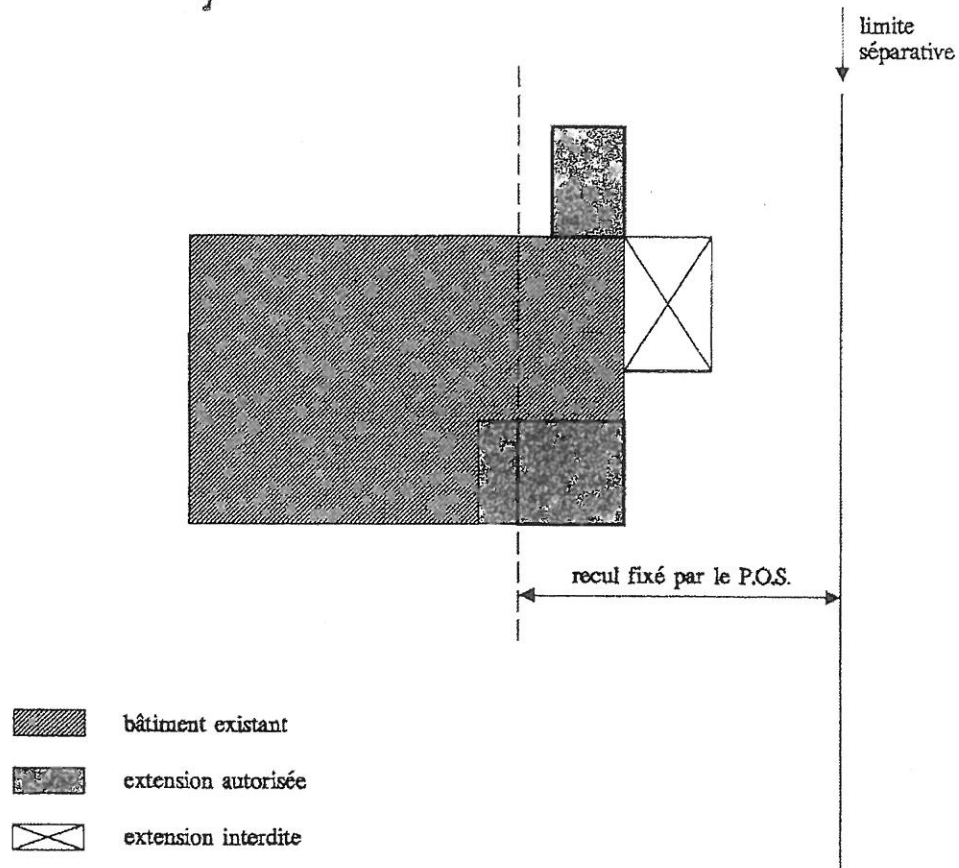 limite
séparative
recul fixé par le P.O.S.
bâtiment existant
extension autorisée
extension interdite